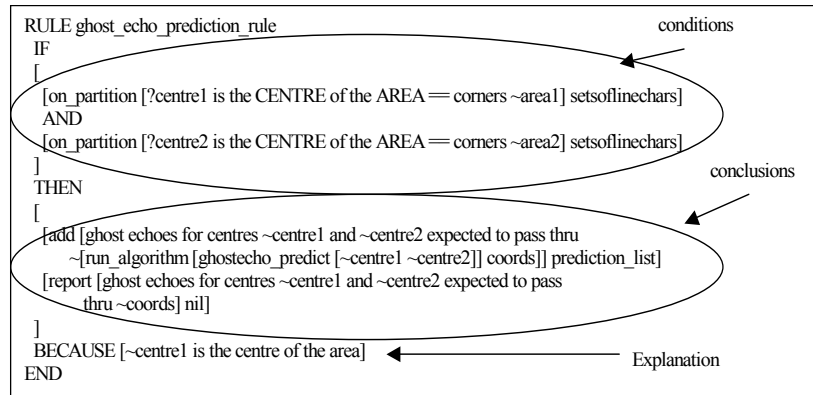 RULE ghost_echo_prediction_rule
IF
conditions
[
[on_partition [?centre1 is the CENTRE of the AREA == corners ~area1] setsoflinechars]
AND
[on_partition [?centre2 is the CENTRE of the AREA == corners ~area2] setsoflinechars]
]
conclusions
THEN
[
[add [ghost echoes for centres ~centre1 and ~centre2 expected to pass thru
~[run_algorithm [ghostecho_predict [~centre1 ~centre2]] coords]] prediction_list]
[report [ghost echoes for centres ~centre1 and ~centre2 expected to pass
thru ~coords] nil]
]
BECAUSE [~centre1 is the centre of the area]
Explanation
END